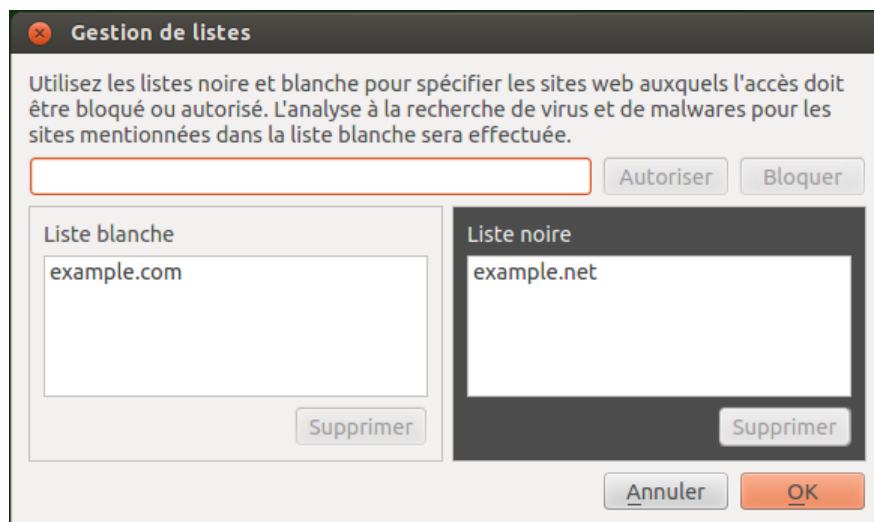 Gestion de listes
Utilisez les listes noire et blanche pour spécifier les sites web auxquels l'accès doit
être bloqué ou autorisé. L'analyse à la recherche de virus et de malwares pour les
sites mentionnées dans la liste blanche sera effectuée.
Autoriser Bloquer
Liste blanche
example.com
Supprimer
Liste noire
example.net
Supprimer
Annuler OK